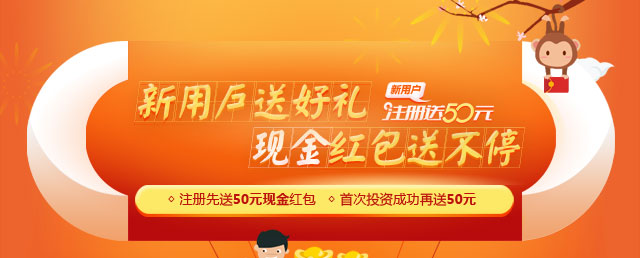 新用户送好礼
新用户
注册送50元
现金红包送不停
注册先送50元现金红包
首次投资成功再送50元